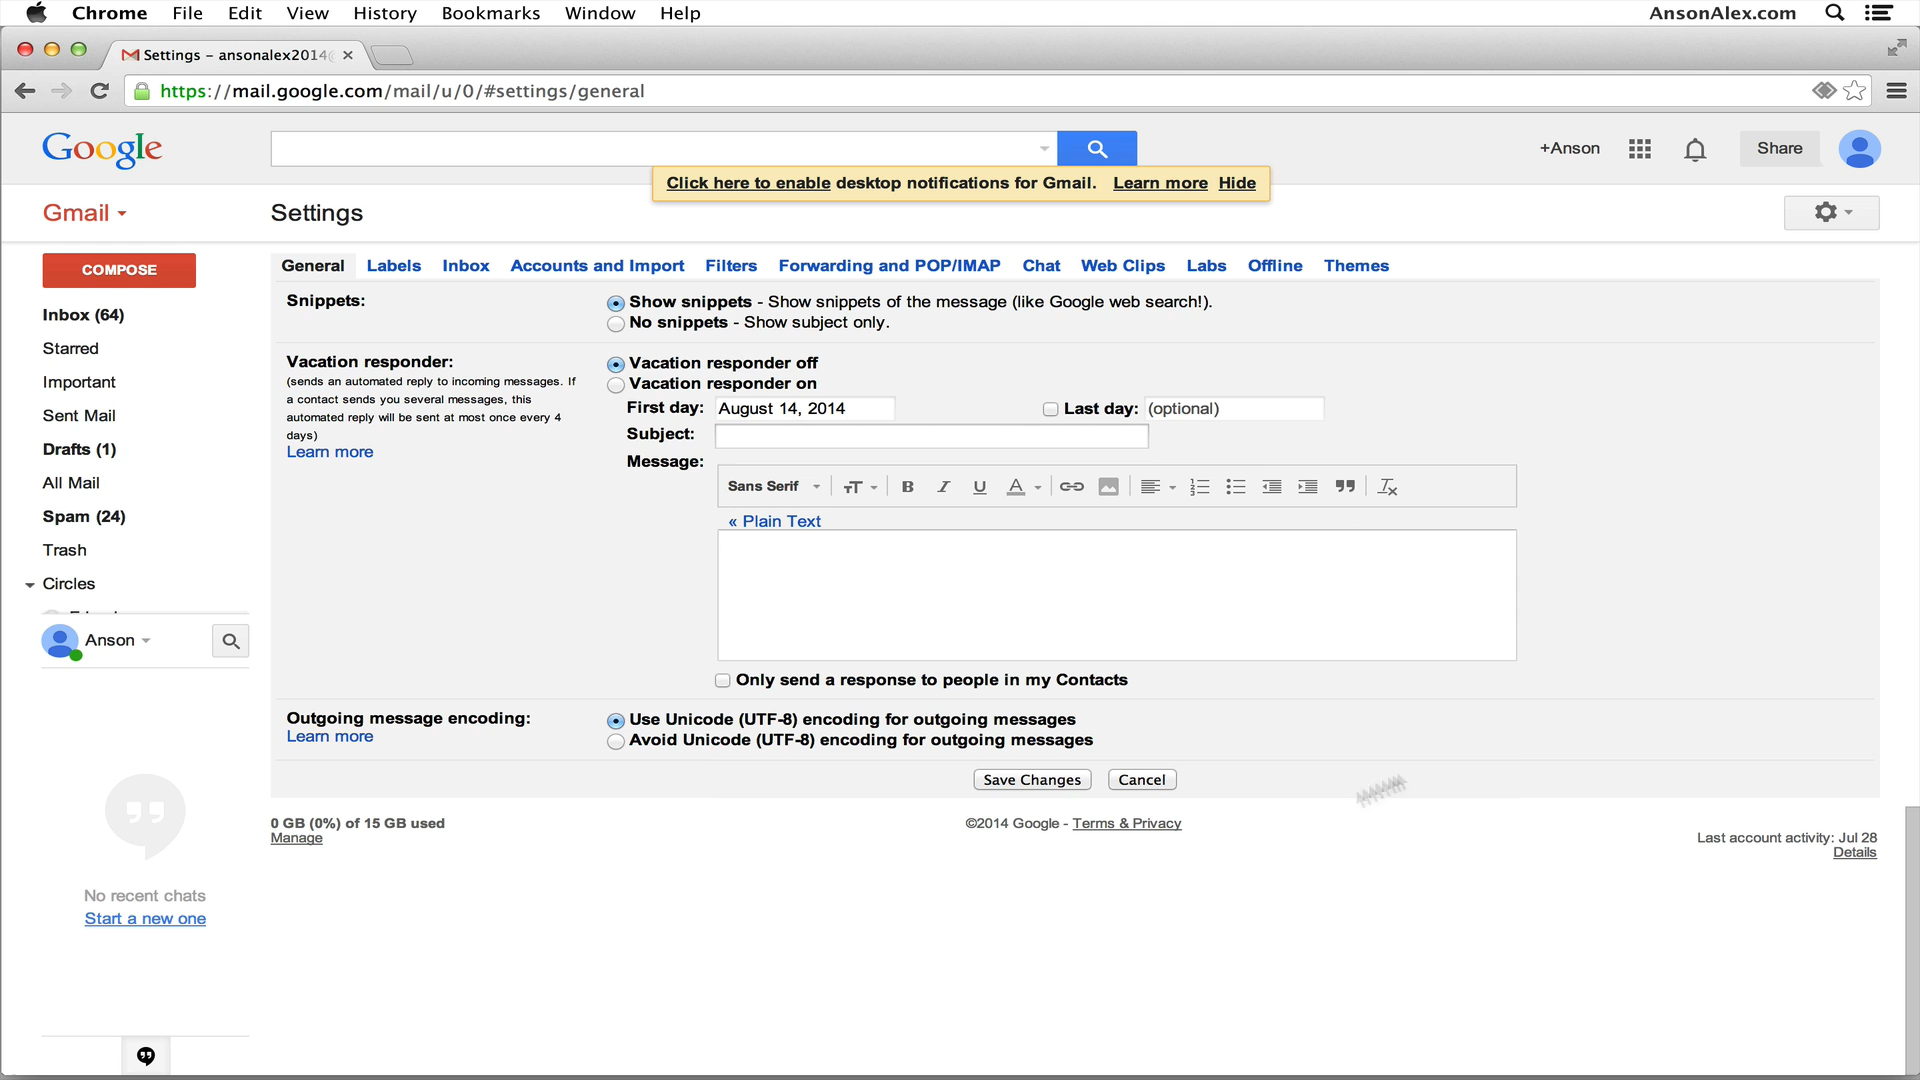 Chrome File Edit View History Bookmarks Window Help AnsonAlex.com
Settings – ansonalex2014@
https://mail.google.com/mail/u/0/#settings/general
Google +Anson Share
Click here to enable desktop notifications for Gmail. Learn more Hide
Gmail Settings
COMPOSE
Inbox (64)
Starred
Important
Sent Mail
Drafts (1)
All Mail
Spam (24)
Trash
Circles
Anson
No recent chats
Start a new one
General Labels Inbox Accounts and Import Filters Forwarding and POP/IMAP Chat Web Clips Labs Offline Themes
Snippets:
Show snippets - Show snippets of the message (like Google web search!).
No snippets - Show subject only.
Vacation responder:
(sends an automated reply to incoming messages. If
a contact sends you several messages, this
automated reply will be sent at most once every 4
days)
Learn more
Vacation responder off
Vacation responder on
First day: August 14, 2014 Last day: (optional)
Subject:
Message:
Sans Serif
« Plain Text
Only send a response to people in my Contacts
Outgoing message encoding:
Learn more
Use Unicode (UTF-8) encoding for outgoing messages
Avoid Unicode (UTF-8) encoding for outgoing messages
Save Changes Cancel
0 GB (0%) of 15 GB used
Manage
©2014 Google - Terms & Privacy
Last account activity: Jul 28
Details